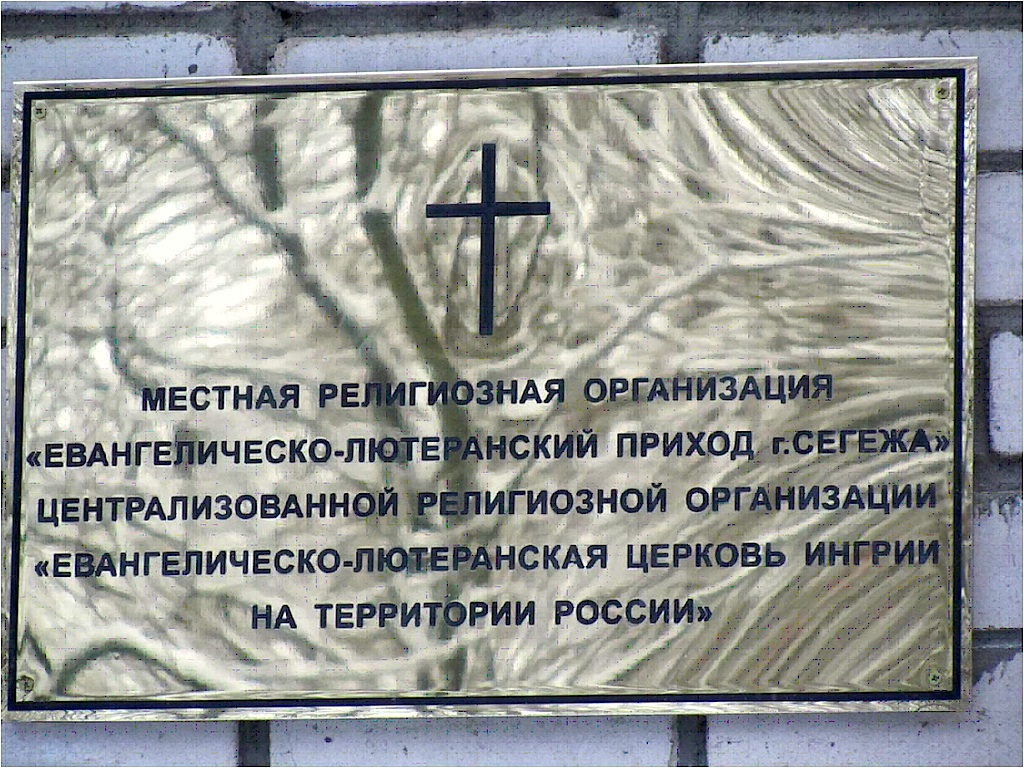 МЕСТНАЯ РЕЛИГИОЗНАЯ ОРГАНИЗАЦИЯ
«ЕВАНГЕЛИЧЕСКО-ЛЮТЕРАНСКИЙ ПРИХОД г.СЕГЕЖА»
ЦЕНТРАЛИЗОВАННОЙ РЕЛИГИОЗНОЙ ОРГАНИЗАЦИИ
«ЕВАНГЕЛИЧЕСКО-ЛЮТЕРАНСКАЯ ЦЕРКОВЬ ИНГРИИ
НА ТЕРРИТОРИИ РОССИИ»